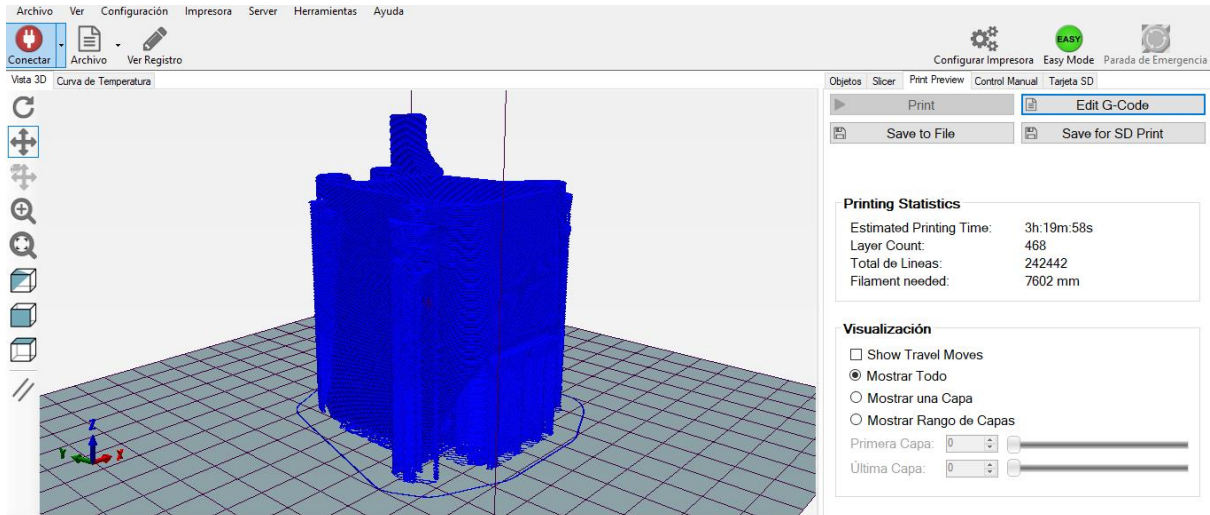 Archivo Ver Configuración Impresora Server Herramientas Ayuda
Conectar Archivo Ver Registro Configurar Impresora EASY Easy Mode Parada de Emergencia
Vista 3D Curva de Temperatura Objetos Slicer Print Preview Control Manual Tarjeta SD
Print Edit G-Code
Save to File Save for SD Print
Printing Statistics
Estimated Printing Time: 3h:19m:58s
Layer Count: 468
Total de Lineas: 242442
Filament needed: 7602 mm
Visualización
Show Travel Moves
Mostrar Todo
Mostrar una Capa
Mostrar Rango de Capas
Primera Capa: 0
Última Capa: 0
Z
Y X